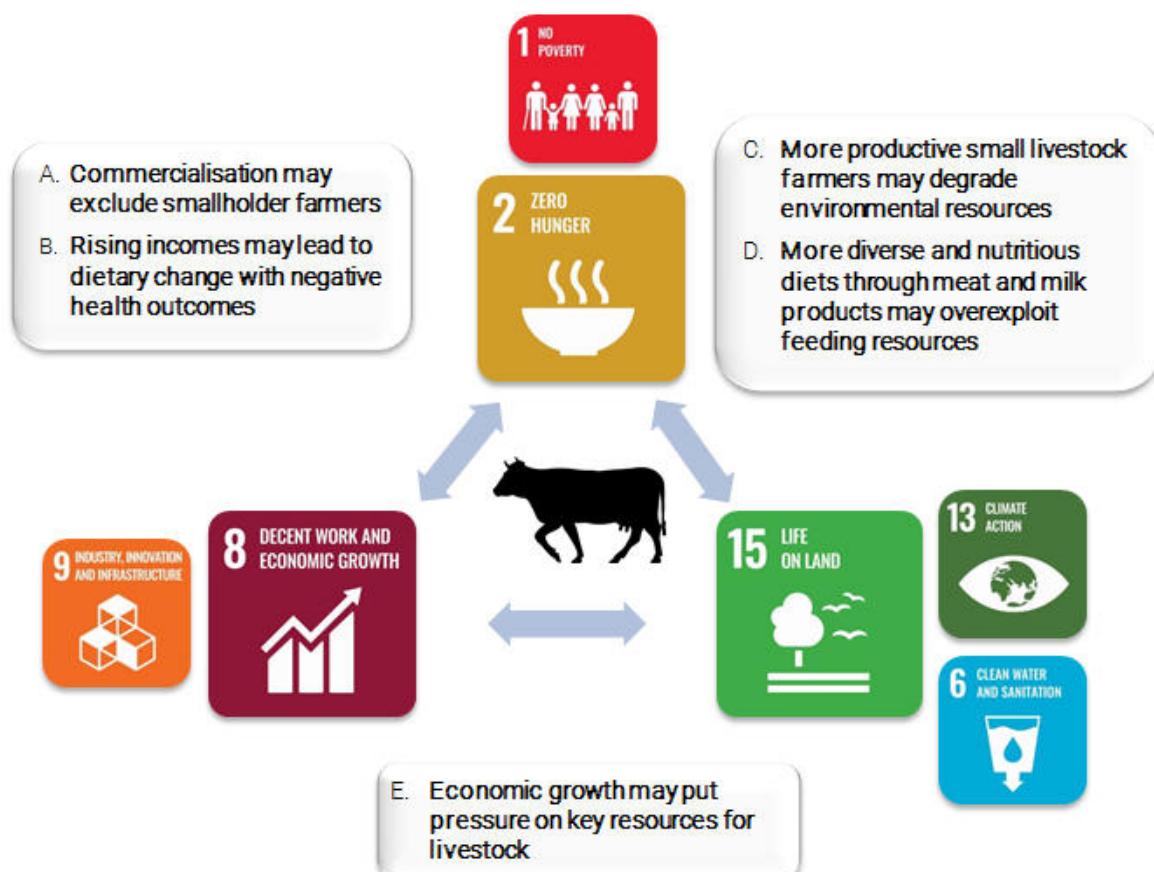 1 NO
POVERTY
A. Commercialisation may
exclude smallholder farmers
B. Rising incomes may lead to
dietary change with negative
health outcomes
2 ZERO
HUNGER
C. More productive small livestock
farmers may degrade
environmental resources
D. More diverse and nutritious
diets through meat and milk
products may overexploit
feeding resources
9 INDUSTRY, INNOVATION
AND INFRASTRUCTURE
8 DECENT WORK AND
ECONOMIC GROWTH
15 LIFE
ON LAND
13 CLIMATE
ACTION
6 CLEAN WATER
AND SANITATION
E. Economic growth may put
pressure on key resources for
livestock